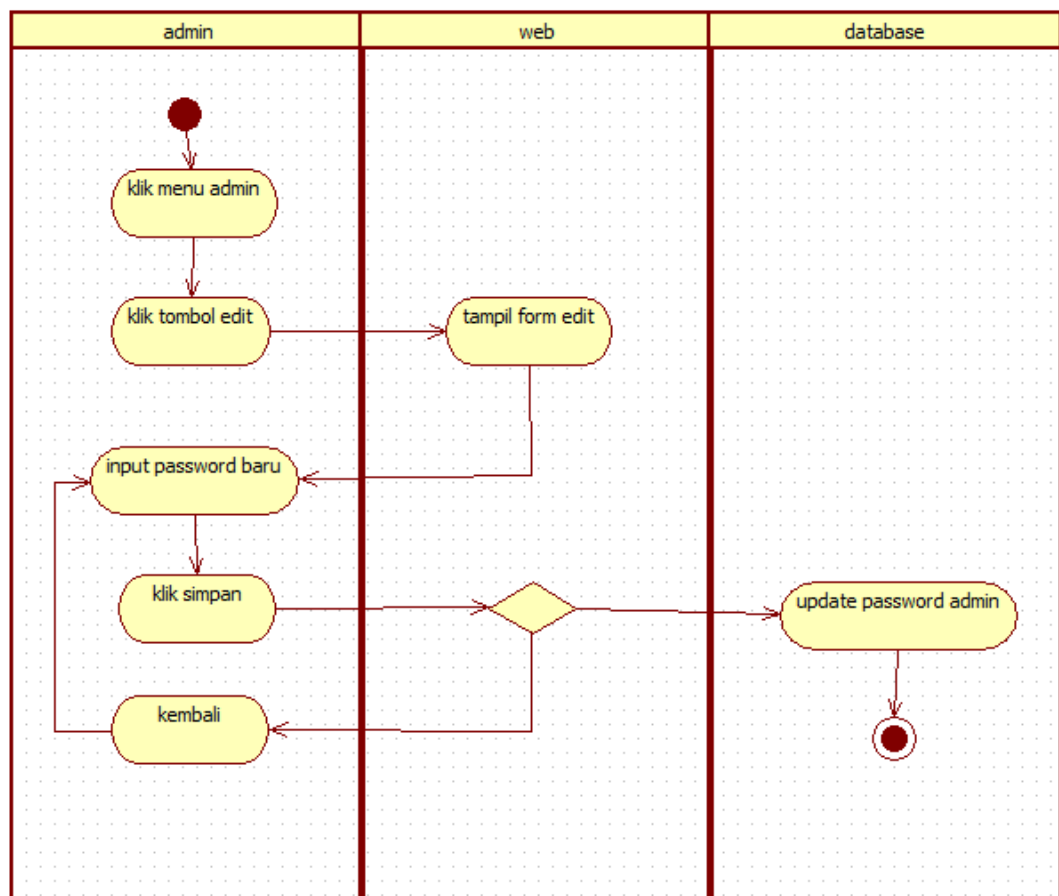 admin
web
database
klik menu admin
klik tombol edit
tampil form edit
input password baru
klik simpan
update password admin
kembali